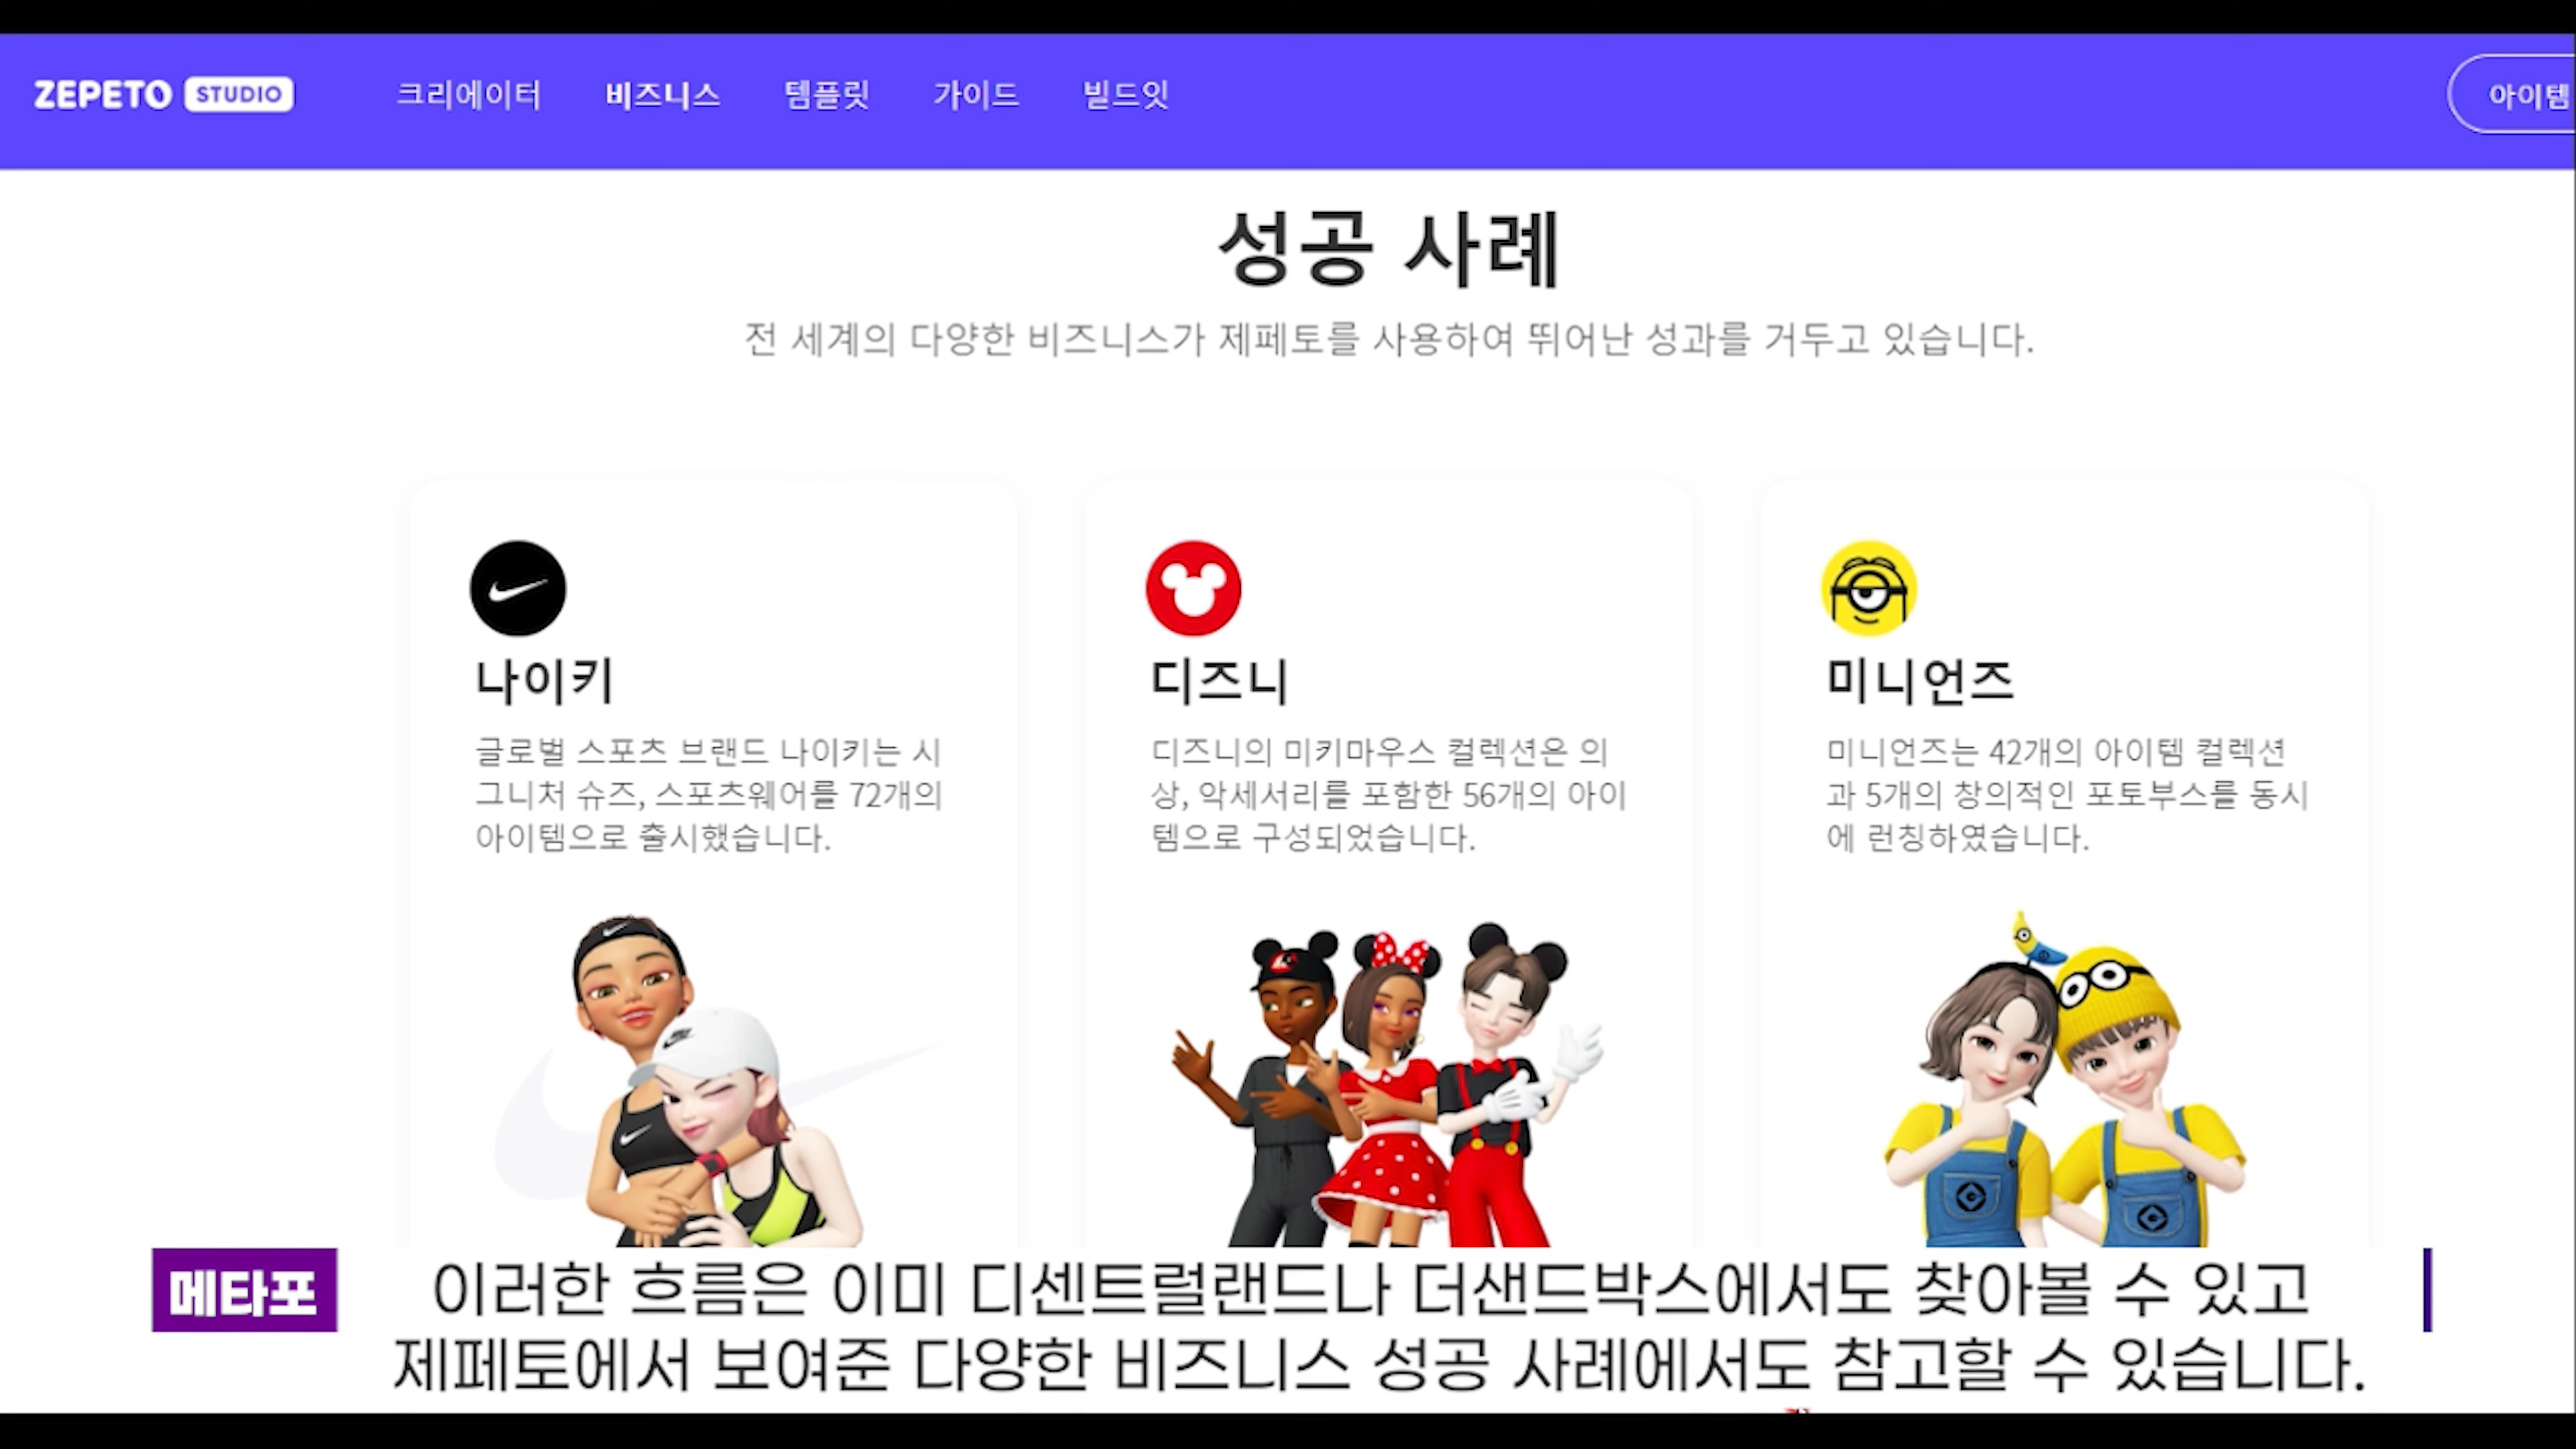 ZEPETO STUDIO 크리에이터 비즈니스 템플릿 가이드 빌드잇 아이템
성공 사례
전 세계의 다양한 비즈니스가 제페토를 사용하여 뛰어난 성과를 거두고 있습니다.
나이키
글로벌 스포츠 브랜드 나이키는 시
그니처 슈즈, 스포츠웨어를 72개의
아이템으로 출시했습니다.
디즈니
디즈니의 미키마우스 컬렉션은 의
상, 악세서리를 포함한 56개의 아이
템으로 구성되었습니다.
미니언즈
미니언즈는 42개의 아이템 컬렉션
과 5개의 창의적인 포토부스를 동시
에 런칭하였습니다.
메타포
이러한 흐름은 이미 디센트럴랜드나 더샌드박스에서도 찾아볼 수 있고
제페토에서 보여준 다양한 비즈니스 성공 사례에서도 참고할 수 있습니다.